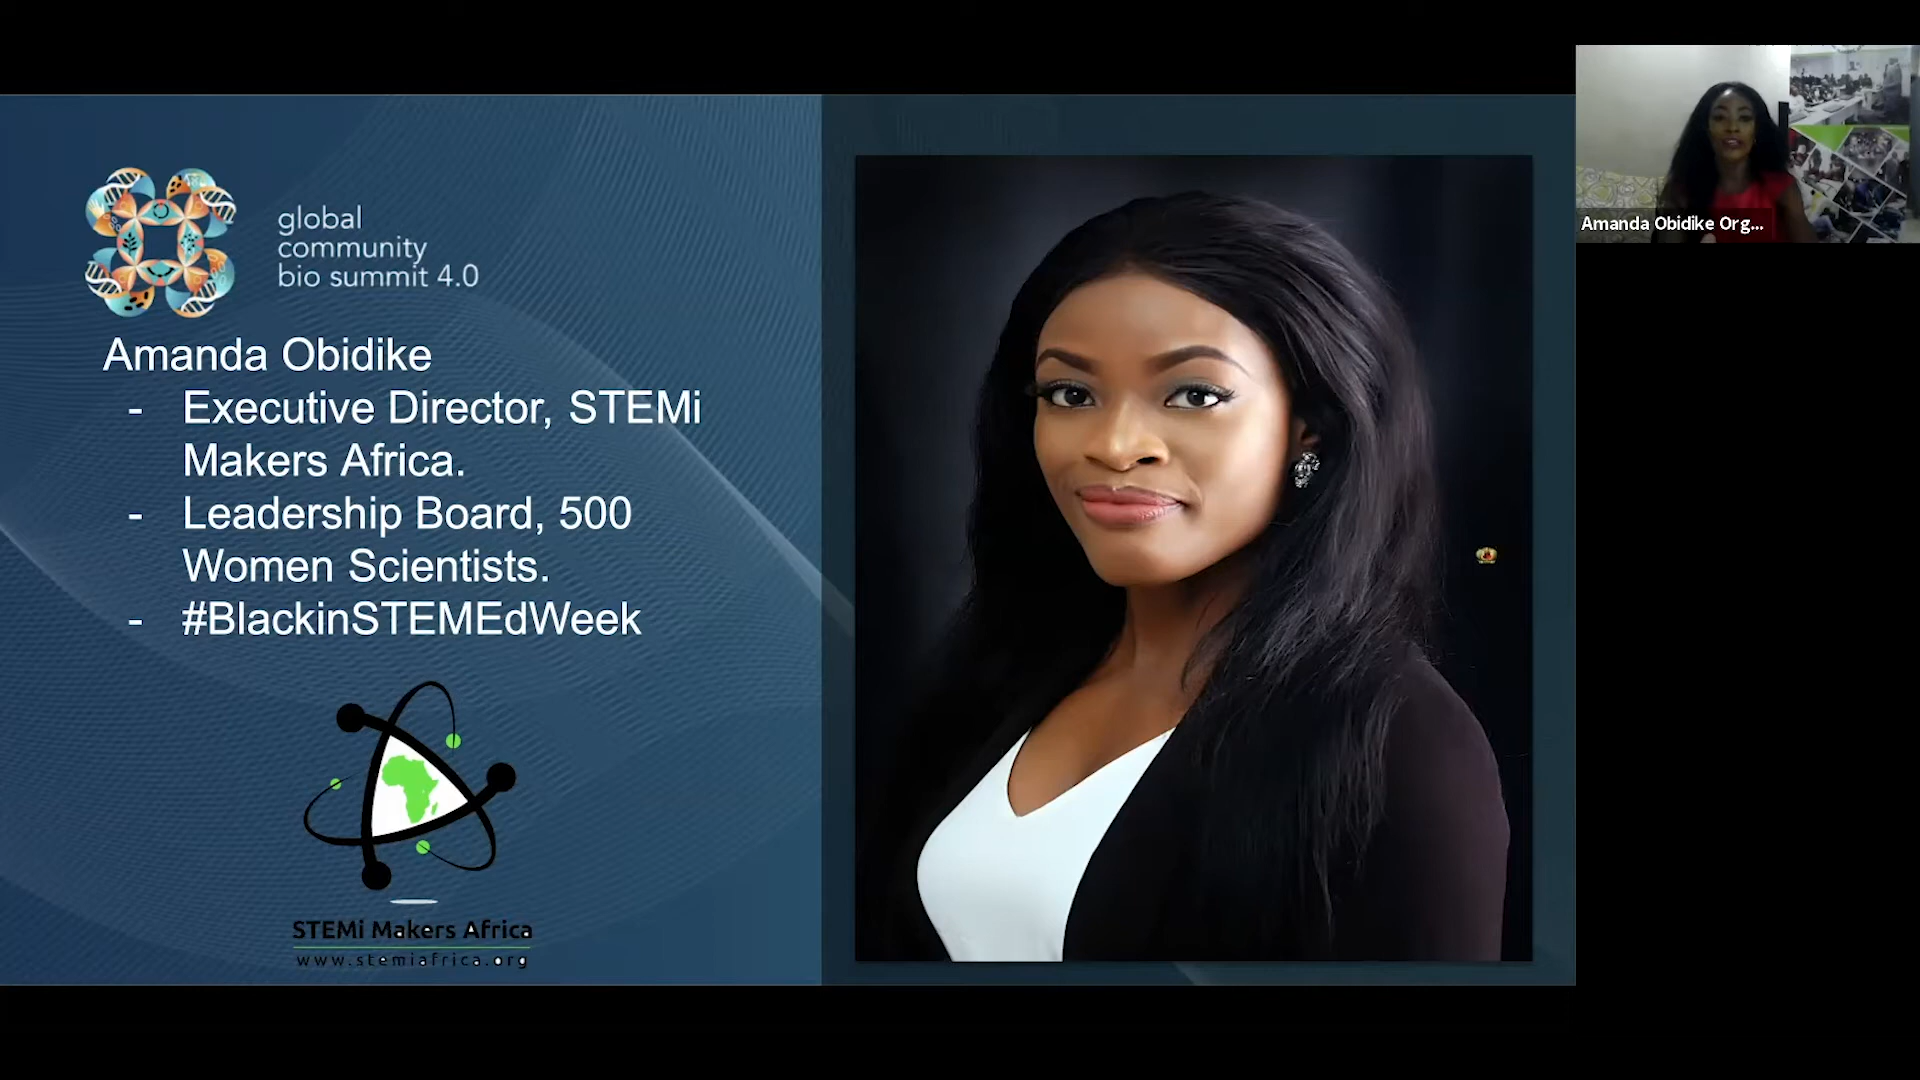 global
community
bio summit 4.0
Amanda Obidike
- Executive Director, STEMi
Makers Africa.
- Leadership Board, 500
Women Scientists.
- #BlackinSTEMEdWeek
STEMi Makers Africa
www.stemiafrica.org
Amanda Obidike Org...